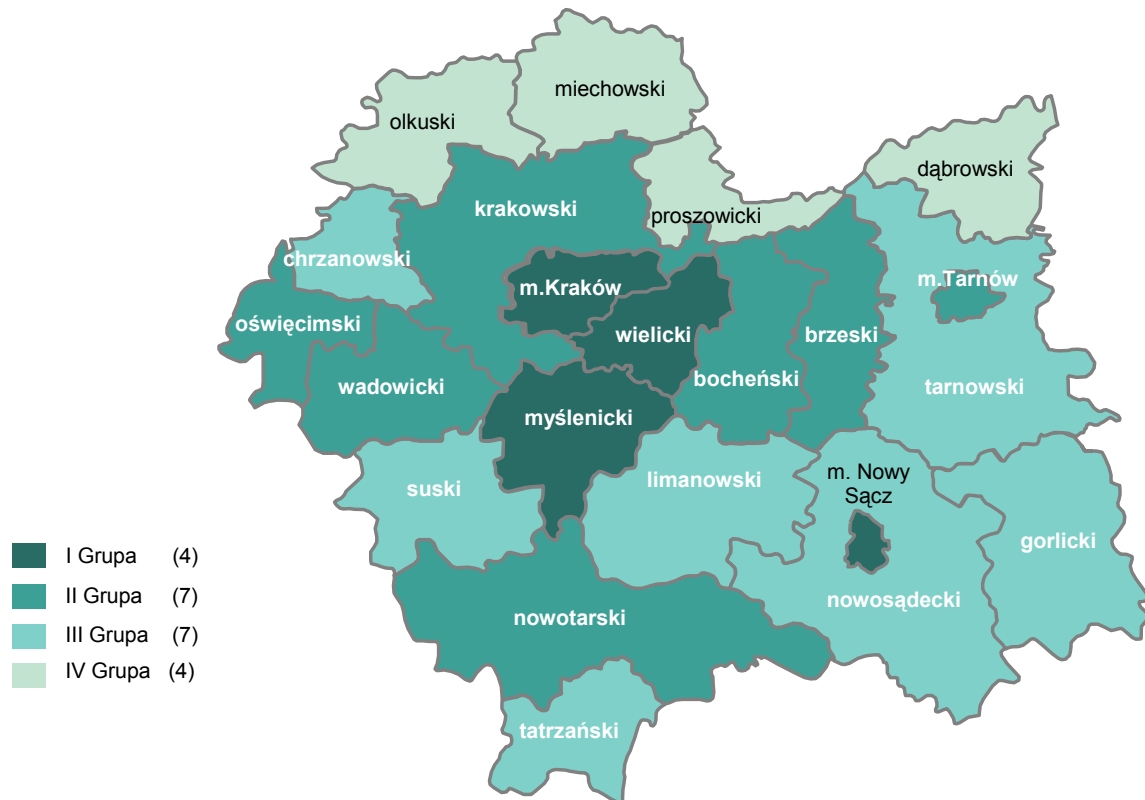 miechowski
olkuski
dąbrowski
krakowski
proszowicki
chrzanowski
m.Kraków
m.Tarnów
oświęcimski
wielicki
brzeski
wadowicki
bocheński
tarnowski
myślenicki
m. Nowy
Sącz
suski
limanowski
gorlicki
nowosądecki
nowotarski
tatrzański
I Grupa (4)
II Grupa (7)
III Grupa (7)
IV Grupa (4)